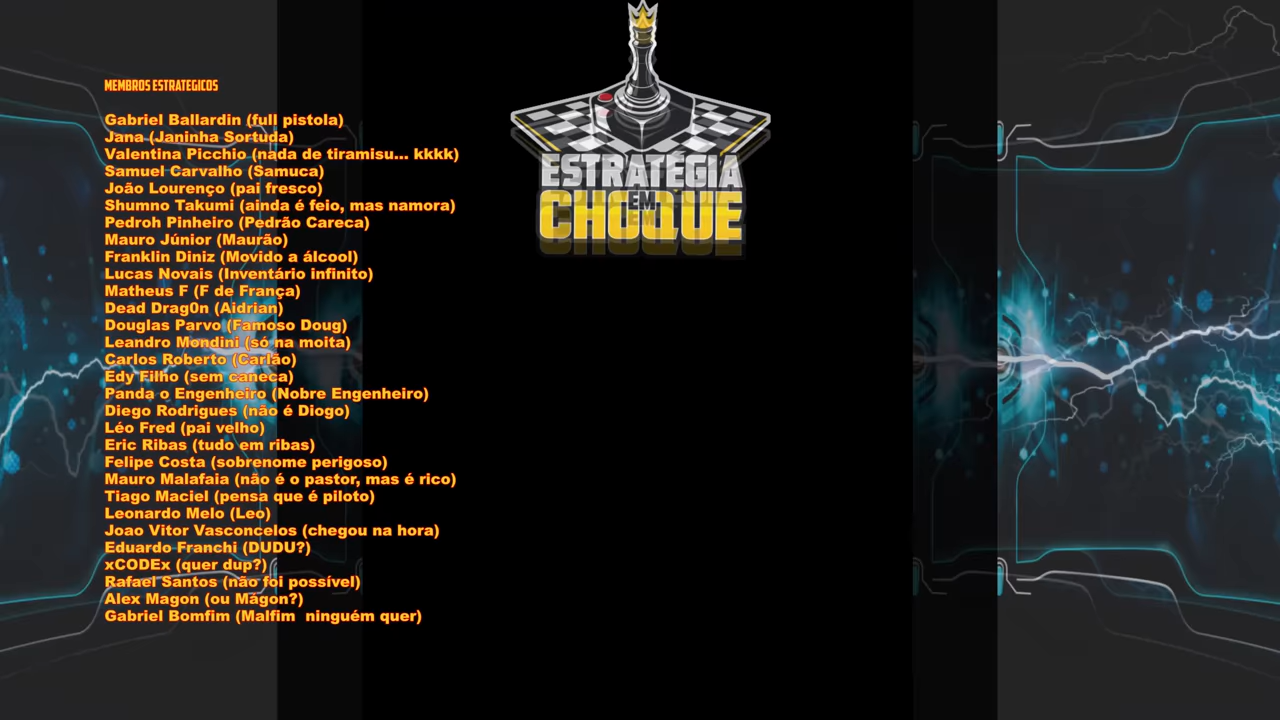 MEMBROS ESTRATEGICOS
Gabriel Ballardin (full pistola)
Jana (Janinha Sortuda)
Valentina Picchio (nada de tiramisu... kkkk)
Samuel Carvalho (Samuca)
João Lourenço (pai fresco)
Shumno Takumi (ainda é feio, mas namora)
Pedroh Pinheiro (Pedrão Careca)
Mauro Júnior (Maurão)
Franklin Diniz (Movido a álcool)
Lucas Novais (Inventário infinito)
Matheus F (F de França)
Dead Drag0n (Aidrian)
Douglas Parvo (Famoso Doug)
Leandro Mondini (só na moita)
Carlos Roberto (Carlão)
Edy Filho (sem caneca)
Panda o Engenheiro (Nobre Engenheiro)
Diego Rodrigues (não é Diogo)
Léo Fred (pai velho)
Eric Ribas (tudo em ribas)
Felipe Costa (sobrenome perigoso)
Mauro Malafaia (não é o pastor, mas é rico)
Tiago Maciel (pensa que é piloto)
Leonardo Melo (Leo)
Joao Vitor Vasconcelos (chegou na hora)
Eduardo Franchi (DUDU?)
xCODEx (quer dup?)
Rafael Santos (não foi possível)
Alex Magon (ou Mágon?)
Gabriel Bomfim (Malfim  ninguém quer)
ESTRATÉGIA
EM
CHOQUE